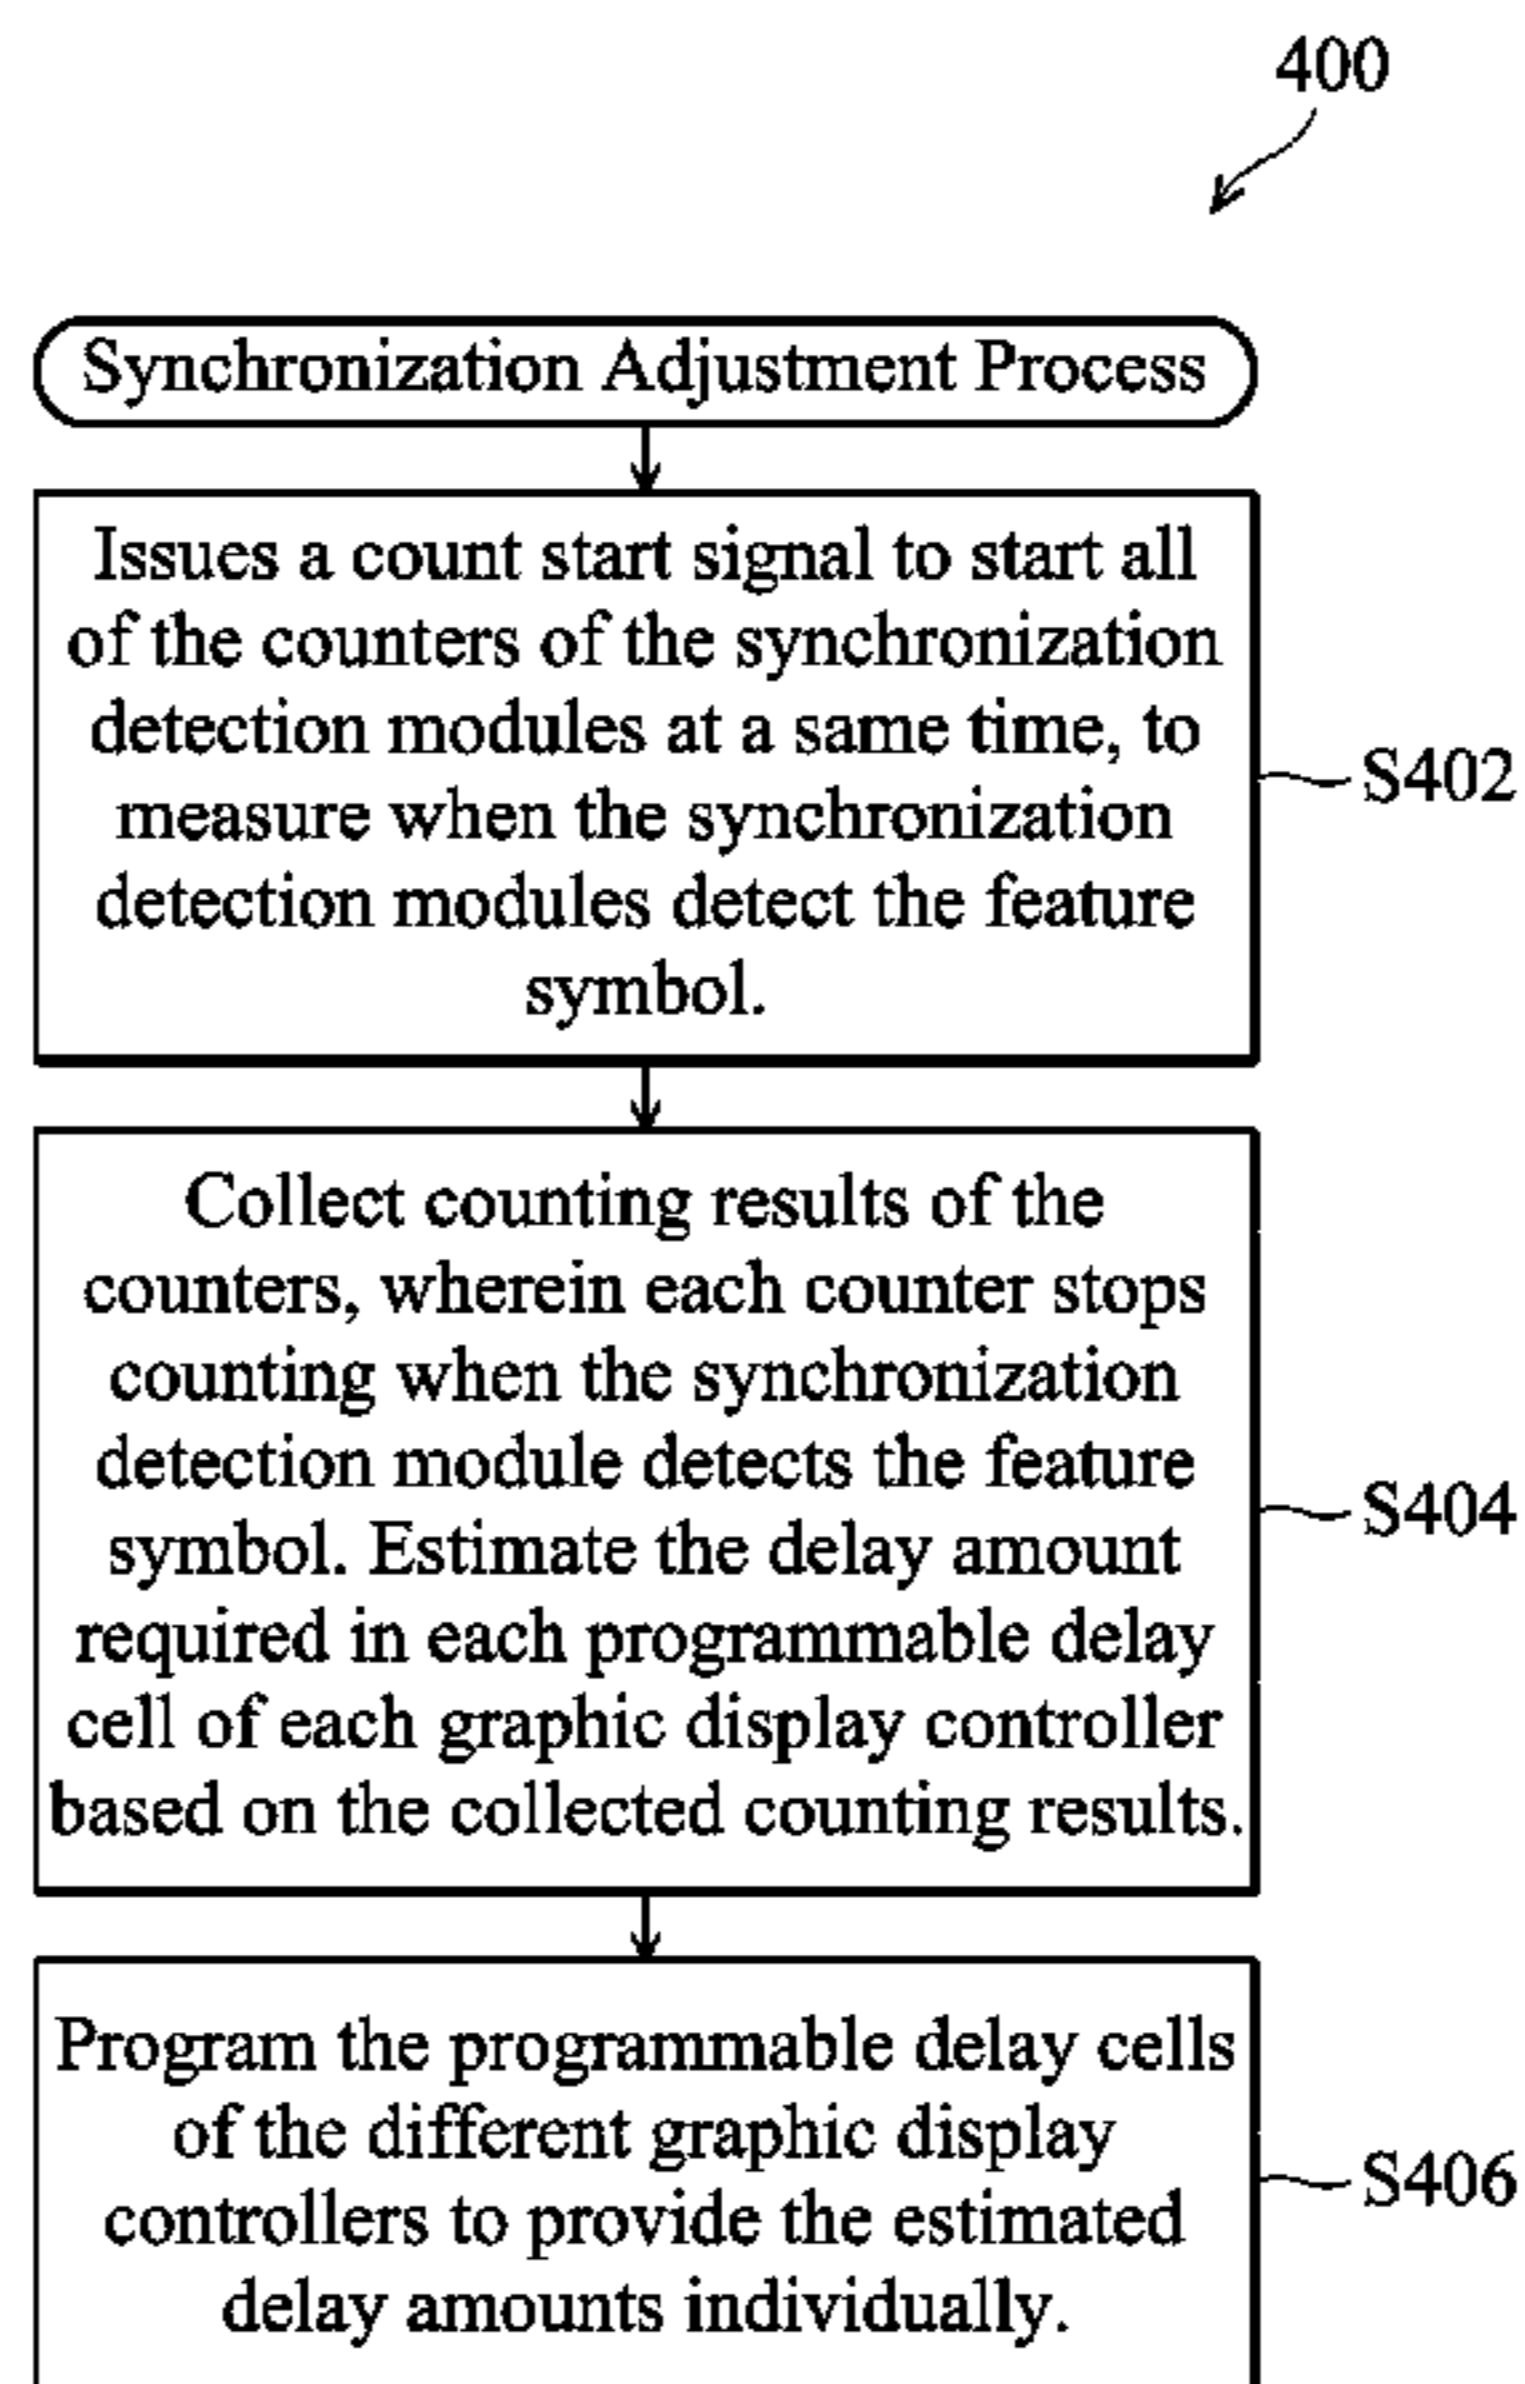 400
Synchronization Adjustment Process
Issues a count start signal to start all
of the counters of the synchronization
detection modules at a same time, to
measure when the synchronization
detection modules detect the feature
symbol.
S402
Collect counting results of the
counters, wherein each counter stops
counting when the synchronization
detection module detects the feature
symbol. Estimate the delay amount
required in each programmable delay
cell of each graphic display controller
based on the collected counting results.
S404
Program the programmable delay cells
of the different graphic display
controllers to provide the estimated
delay amounts individually.
S406